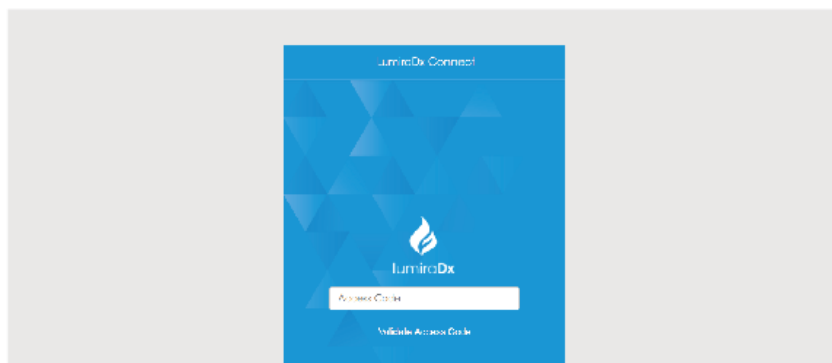 LumiraDx Connect
lumiraDx
Access Code
Validate Access Code